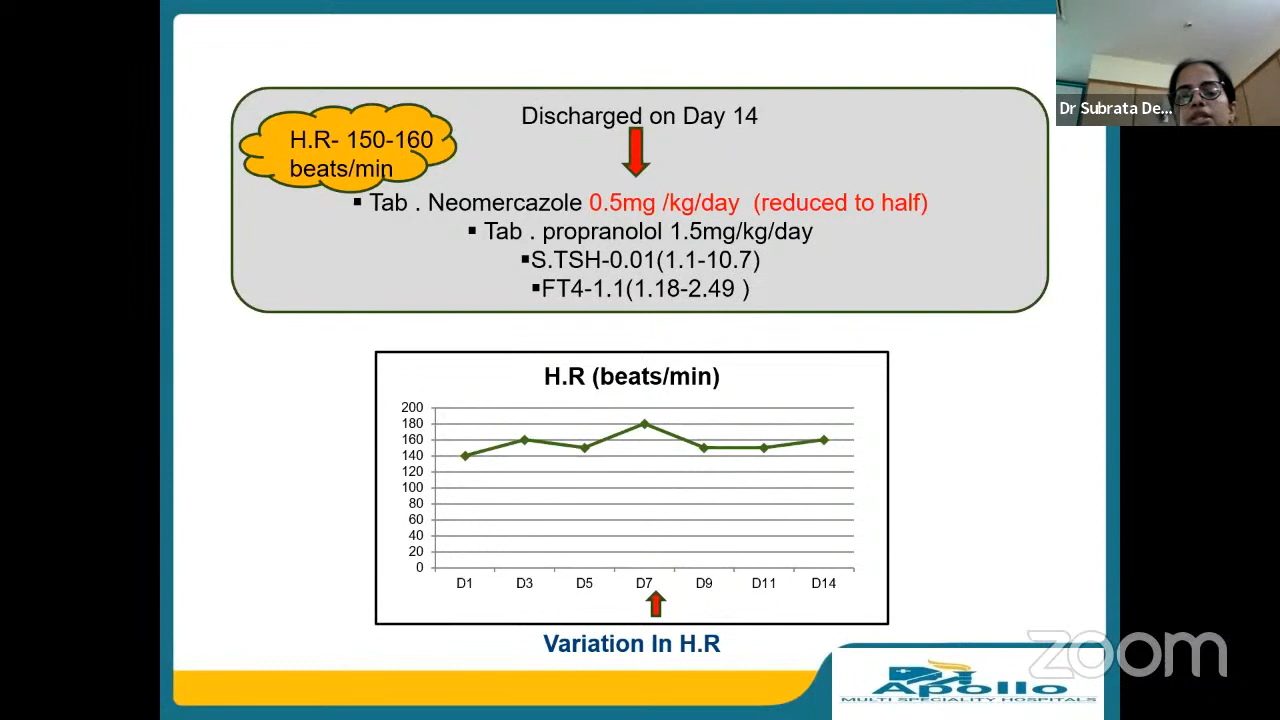 Dr Subrata De...
Discharged on Day 14
H.R- 150-160
beats/min
▪ Tab . Neomercazole 0.5mg /kg/day (reduced to half)
▪ Tab . propranolol 1.5mg/kg/day
▪S.TSH-0.01(1.1-10.7)
▪FT4-1.1(1.18-2.49 )
H.R (beats/min)
200
180
160
140
120
100
80
60
40
20
0
D1 D3 D5 D7 D9 D11 D14
Variation In H.R
zoom
Apollo
MULTI SPECIALITY HOSPITALS